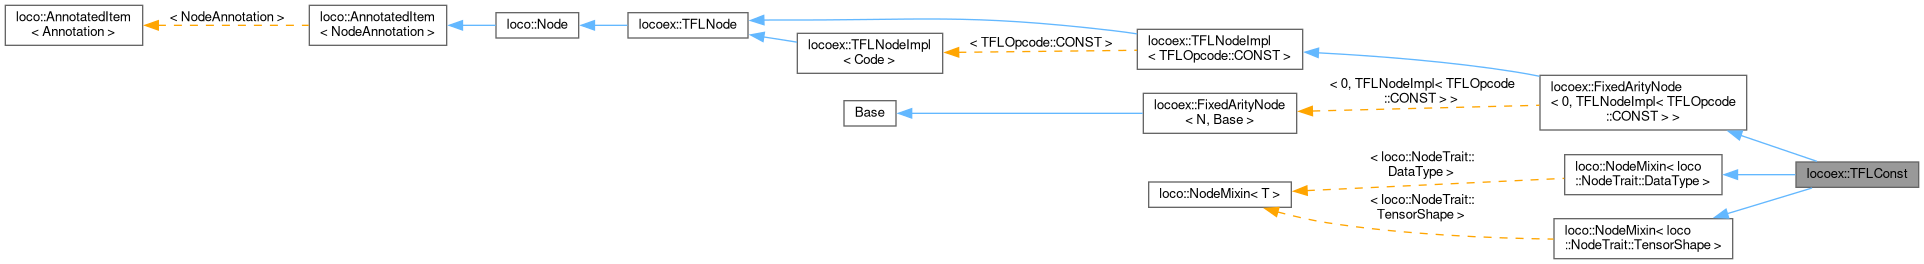 loco::AnnotatedItem
< Annotation >
< NodeAnnotation >
loco::AnnotatedItem
< NodeAnnotation >
loco::Node
locoex::TFLNode
locoex::TFLNodeImpl
< Code >
< TFLOpcode::CONST >
locoex::TFLNodeImpl
< TFLOpcode::CONST >
Base
locoex::FixedArityNode
< N, Base >
< 0, TFLNodeImpl< TFLOpcode
::CONST > >
locoex::FixedArityNode
< 0, TFLNodeImpl< TFLOpcode
::CONST > >
loco::NodeMixin< T >
< loco::NodeTrait::
DataType >
< loco::NodeTrait::
TensorShape >
loco::NodeMixin< loco
::NodeTrait::DataType >
loco::NodeMixin< loco
::NodeTrait::TensorShape >
locoex::TFLConst